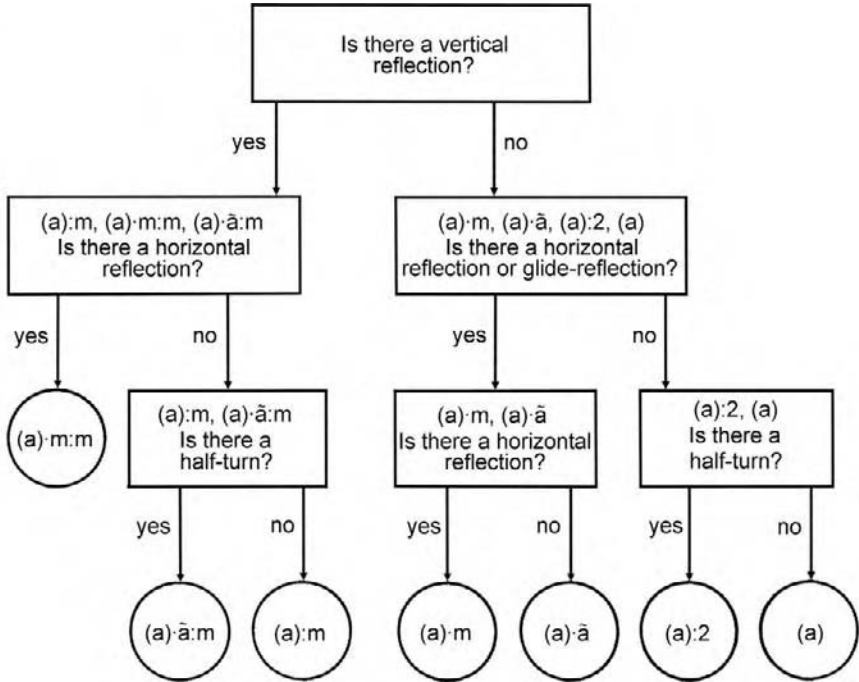 Is there a vertical
reflection?
yes
no
(a):m, (a)·m:m, (a)·ã:m
Is there a horizontal
reflection?
(a)·m, (a)·ã, (a):2, (a)
Is there a horizontal
reflection or glide-reflection?
yes
no
yes
no
(a)·m:m
(a):m, (a)·ã:m
Is there a
half-turn?
(a)·m, (a)·ã
Is there a horizontal
reflection?
(a):2, (a)
Is there a
half-turn?
yes
no
yes
no
yes
no
(a)·ã:m
(a):m
(a)·m
(a)·ã
(a):2
(a)